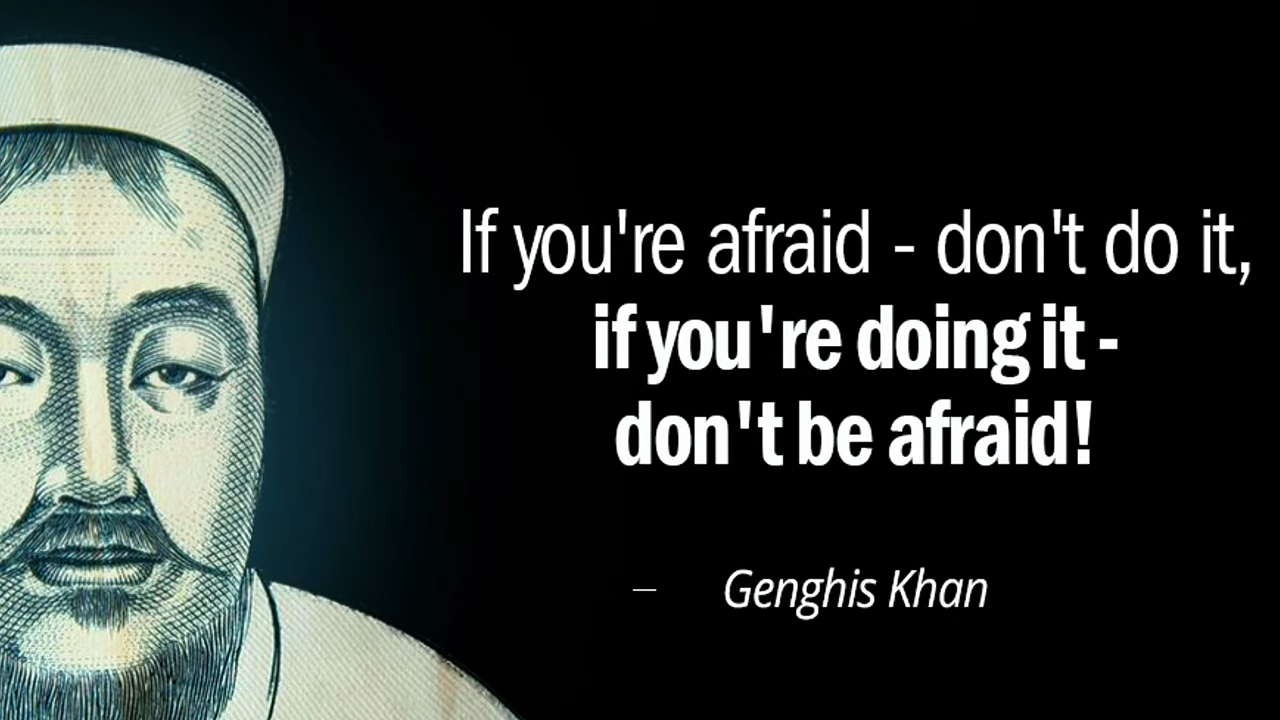 If you're afraid - don't do it,
if you're doing it -
don't be afraid!
— Genghis Khan